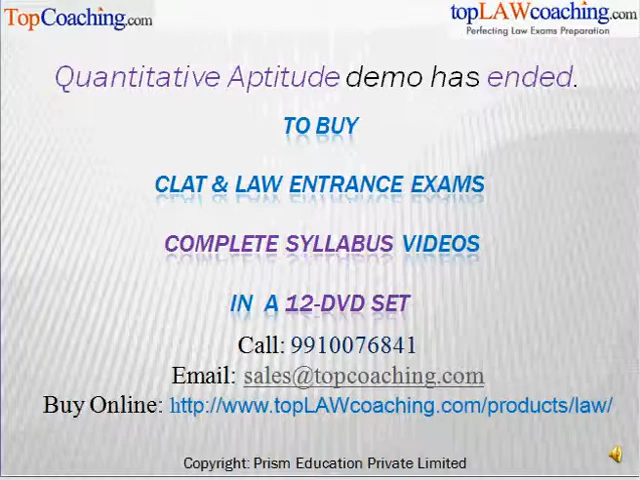 TopCoaching.com
topLAWcoaching.com
Perfecting Law Exams Preparation
Quantitative Aptitude demo has ended.
TO BUY
CLAT & LAW ENTRANCE EXAMS
COMPLETE SYLLABUS VIDEOS
IN A 12-DVD SET
Call: 9910076841
Email: sales@topcoaching.com
Buy Online: http://www.topLAWcoaching.com/products/law/
Copyright: Prism Education Private Limited